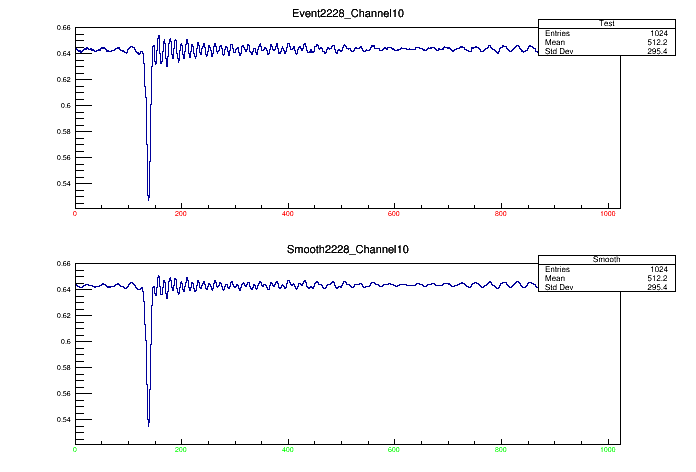 Event2228_Channel10
Test
Entries 1024
Mean 512.2
Std Dev 295.4
0.66
0.64
0.62
0.6
0.58
0.56
0.54
0 200 400 600 800 1000
Smooth2228_Channel10
Smooth
Entries 1024
Mean 512.2
Std Dev 295.4
0.66
0.64
0.62
0.6
0.58
0.56
0.54
0 200 400 600 800 1000